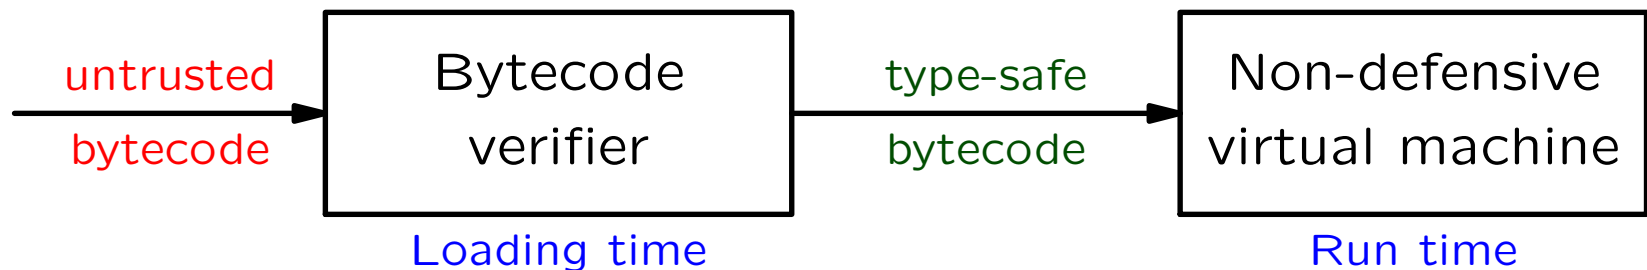 untrusted
bytecode
Bytecode
verifier
Loading time
type-safe
bytecode
Non-defensive
virtual machine
Run time